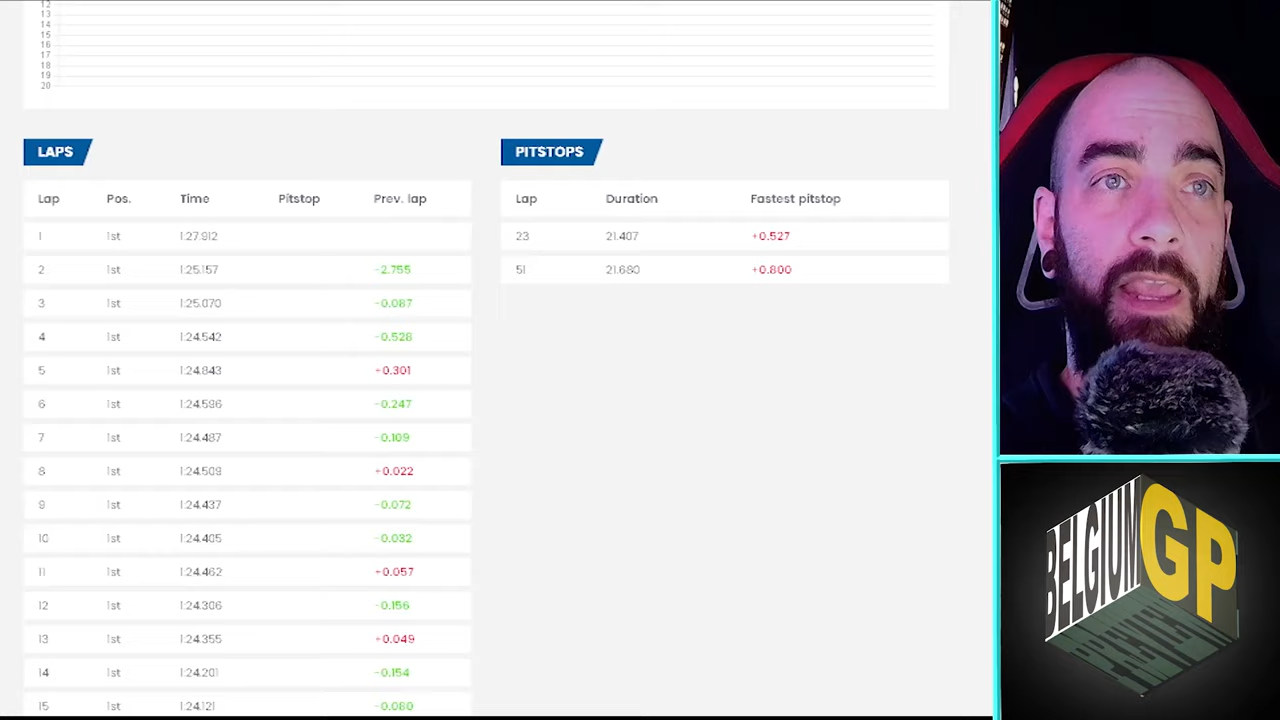 12
13
14
15
16
17
18
19
20
LAPS
Lap Pos. Time Pitstop Prev. lap
1 1st 1:27.912
2 1st 1:25.157 -2.755
3 1st 1:25.070 -0.087
4 1st 1:24.542 -0.528
5 1st 1:24.843 +0.301
6 1st 1:24.596 -0.247
7 1st 1:24.487 -0.109
8 1st 1:24.509 +0.022
9 1st 1:24.437 -0.072
10 1st 1:24.405 -0.032
11 1st 1:24.462 +0.057
12 1st 1:24.306 -0.156
13 1st 1:24.355 +0.049
14 1st 1:24.201 -0.154
15 1st 1:24.121 -0.080
PITSTOPS
Lap Duration Fastest pitstop
23 21.407 +0.527
51 21.680 +0.800
BELGIUM GP
PREVIEW